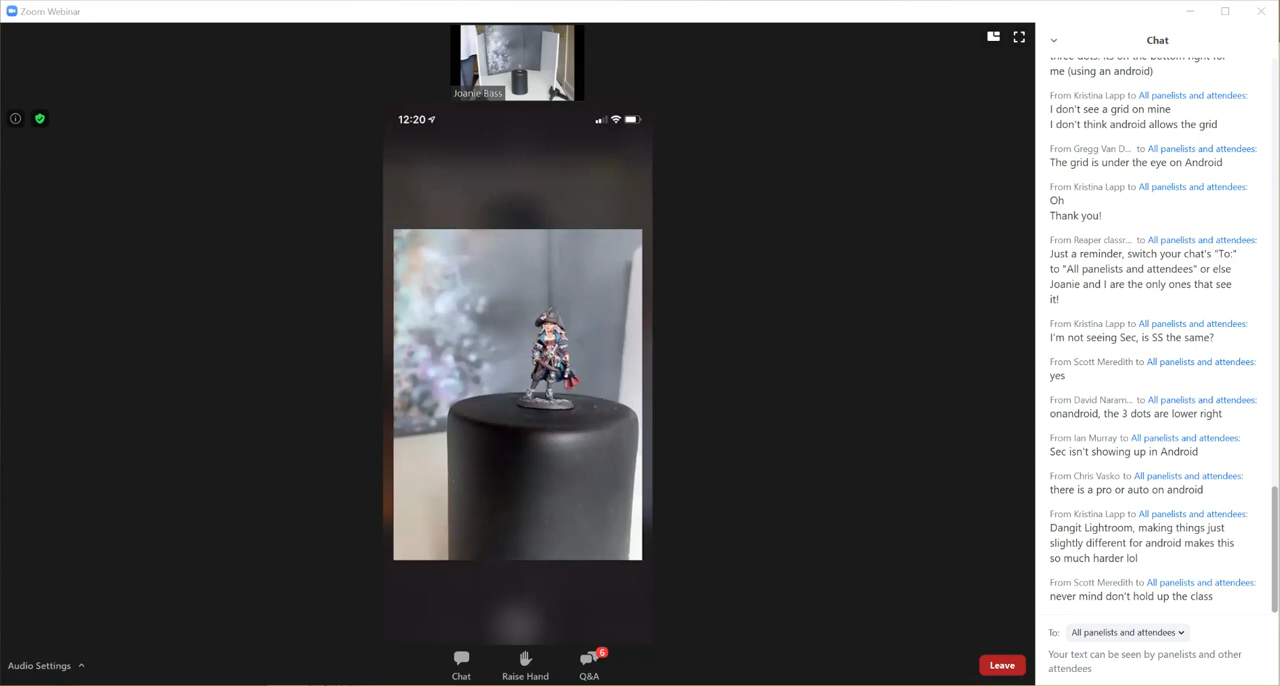 Zoom Webinar
Joanie Bass
12:20
Chat
three dots. its on the bottom right for
me (using an android)
From Kristina Lapp to All panelists and attendees:
I don't see a grid on mine
I don't think android allows the grid
From Gregg Van D... to All panelists and attendees:
The grid is under the eye on Android
From Kristina Lapp to All panelists and attendees:
Oh
Thank you!
From Reaper classr... to All panelists and attendees:
Just a reminder, switch your chat's "To:"
to "All panelists and attendees" or else
Joanie and I are the only ones that see
it!
From Kristina Lapp to All panelists and attendees:
I'm not seeing Sec, is SS the same?
From Scott Meredith to All panelists and attendees:
yes
From David Naram... to All panelists and attendees:
onandroid, the 3 dots are lower right
From Ian Murray to All panelists and attendees:
Sec isn't showing up in Android
From Chris Vasko to All panelists and attendees:
there is a pro or auto on android
From Kristina Lapp to All panelists and attendees:
Dangit Lightroom, making things just
slightly different for android makes this
so much harder lol
From Scott Meredith to All panelists and attendees:
never mind don't hold up the class
To: All panelists and attendees
Your text can be seen by panelists and other
attendees
Audio Settings
Chat
Raise Hand
6
Q&A
Leave